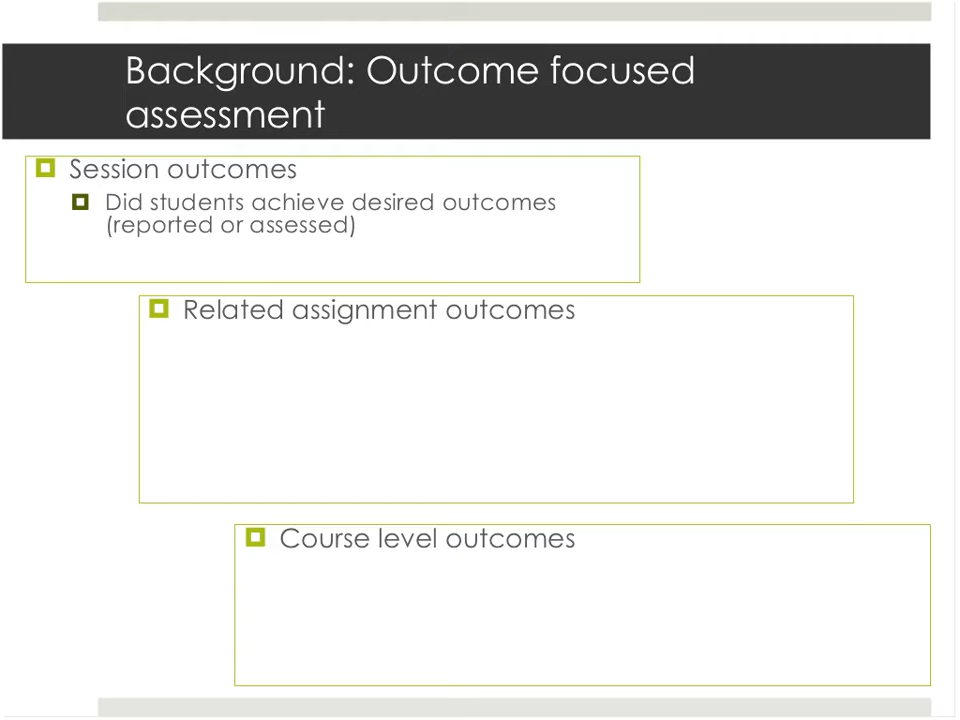 Background: Outcome focused
assessment
Session outcomes
Did students achieve desired outcomes
(reported or assessed)
Related assignment outcomes
Course level outcomes